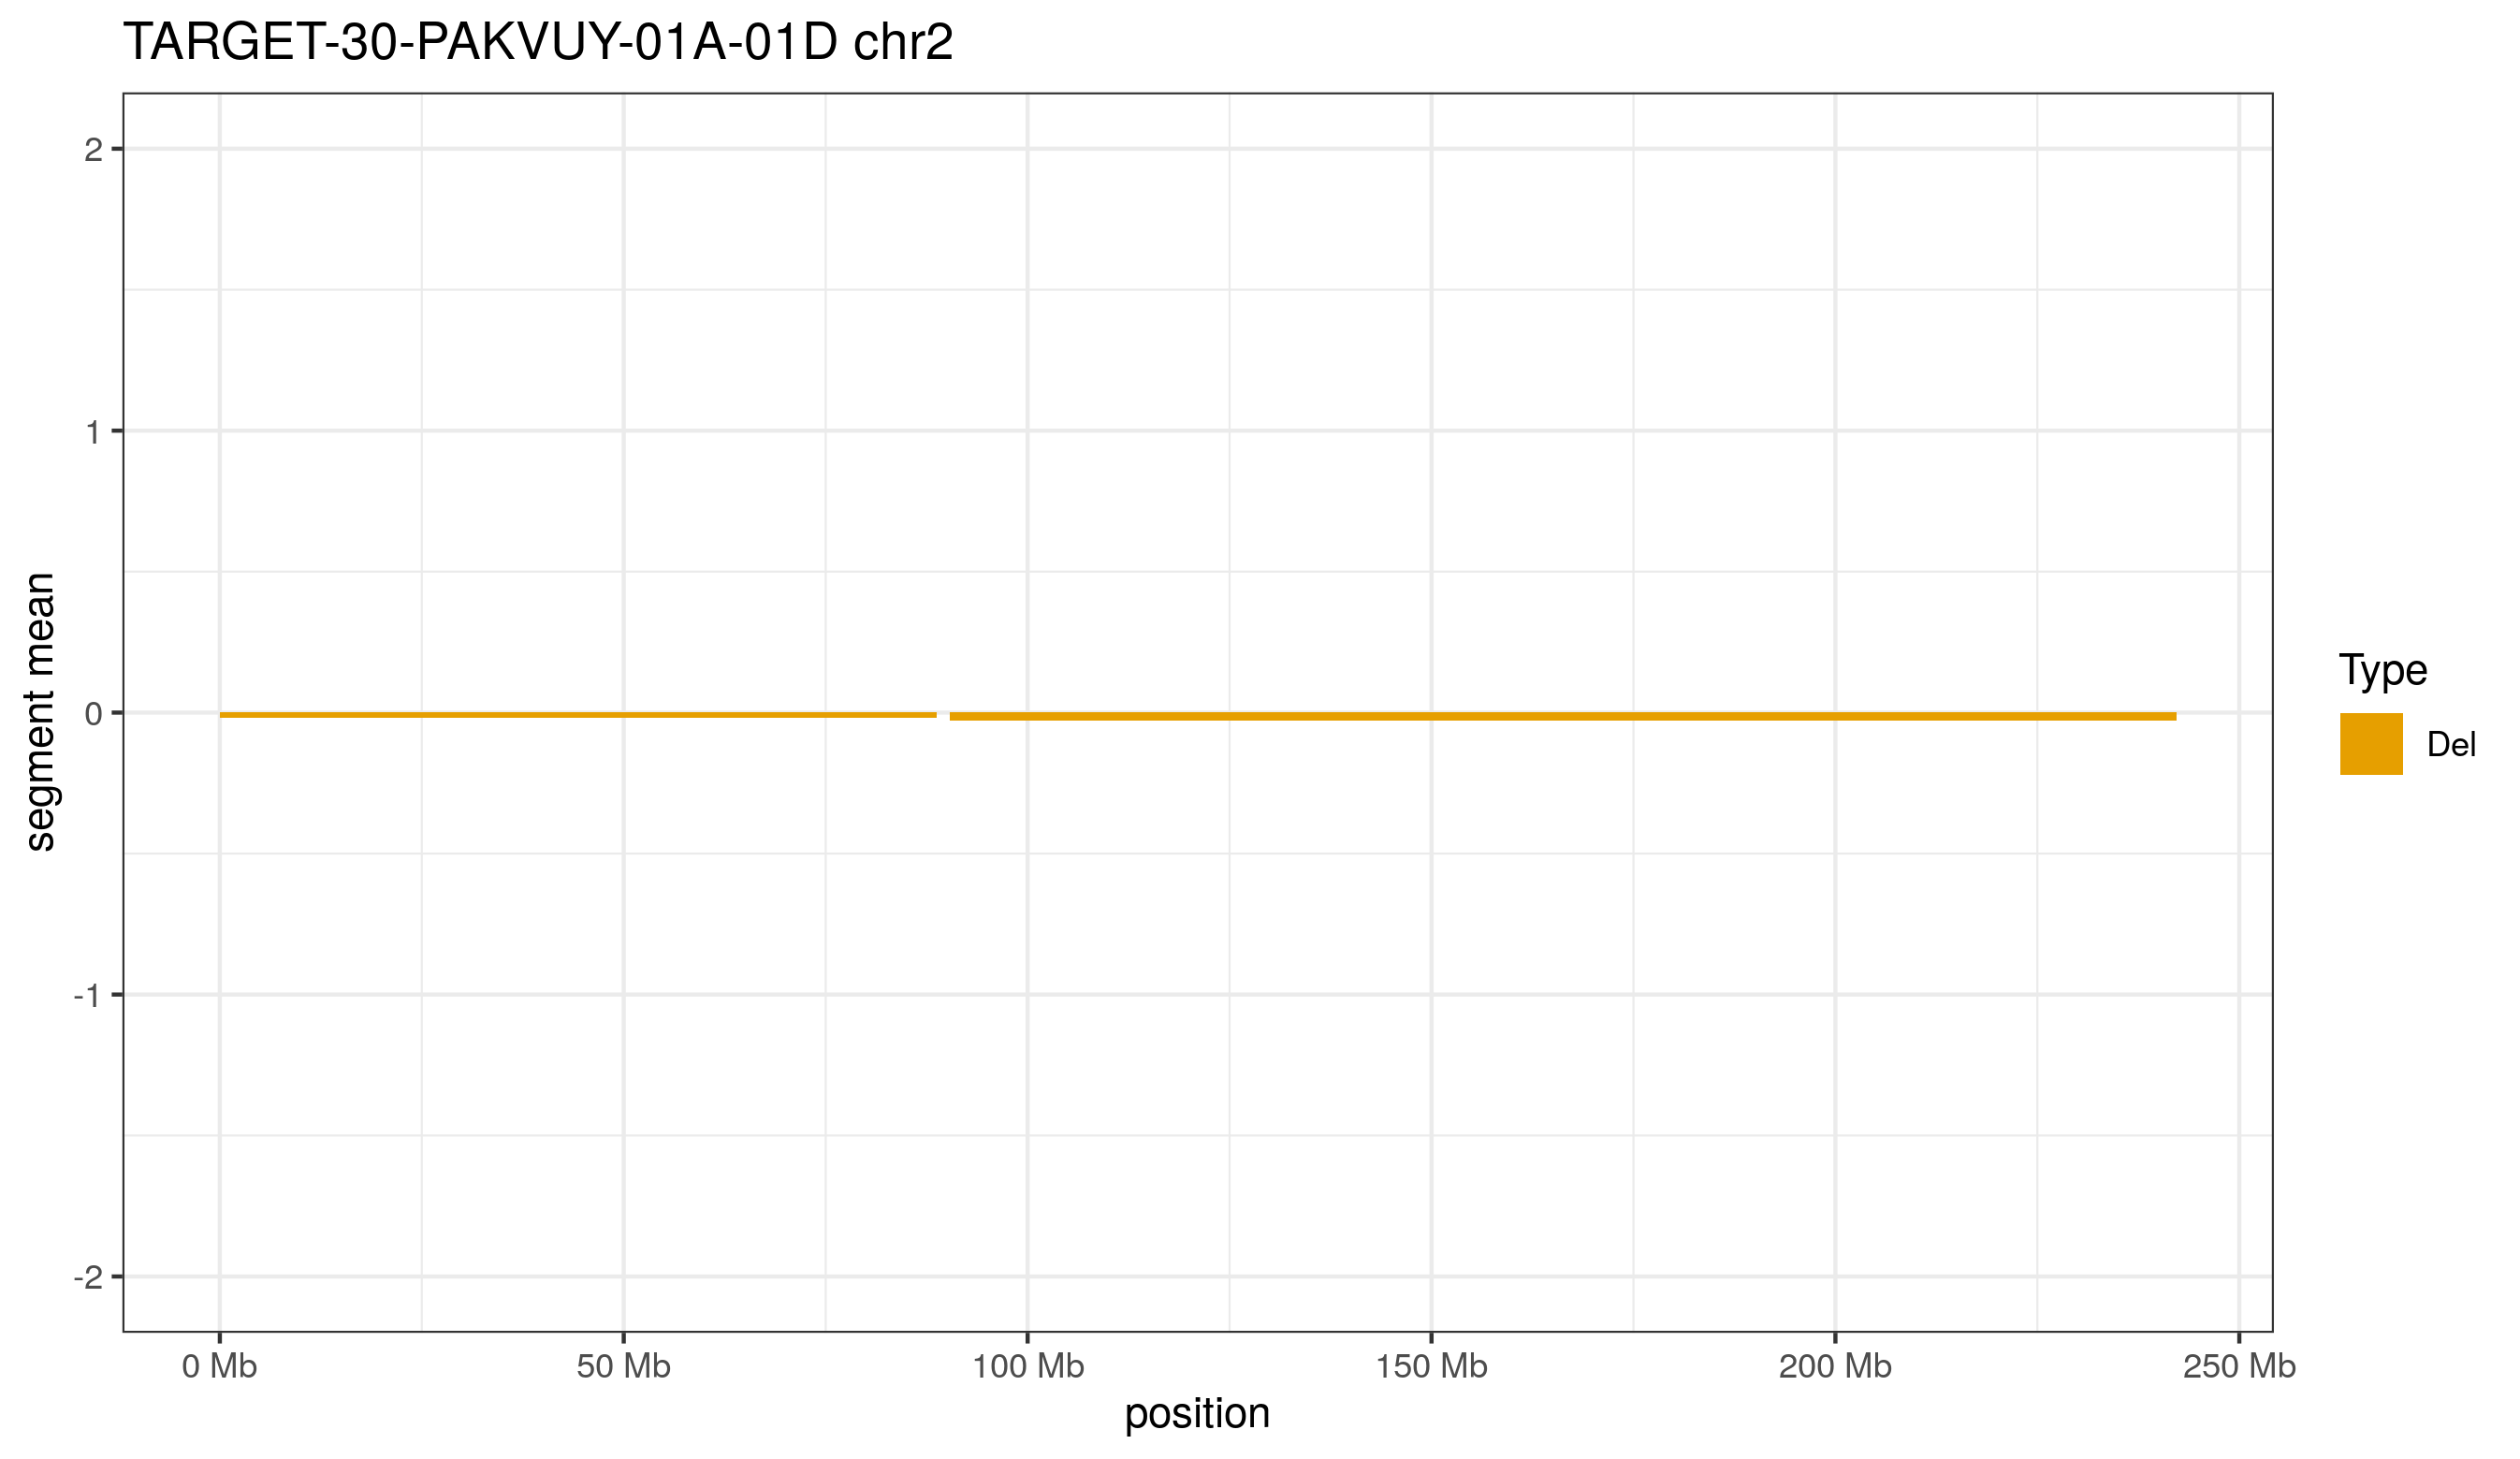 TARGET-30-PAKVUY-01A-01D chr2
2
1
0
-1
-2
segment mean
0 Mb
50 Mb
100 Mb
150 Mb
200 Mb
250 Mb
position
Type
Del